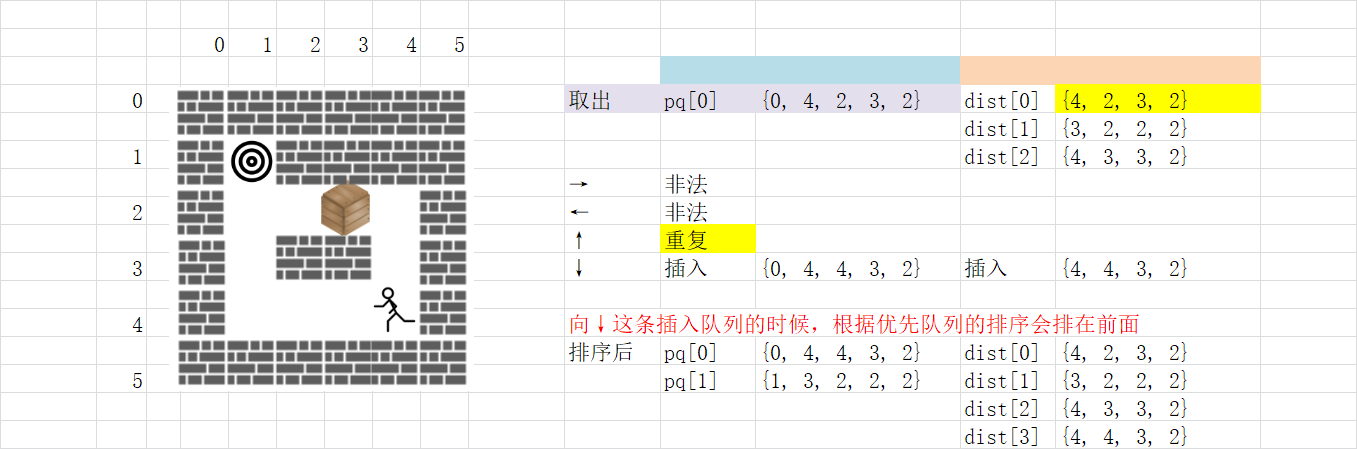 0 1 2 3 4 5
0 取出 pq[0] {0, 4, 2, 3, 2} dist[0] {4, 2, 3, 2}
dist[1] {3, 2, 2, 2}
1 dist[2] {4, 3, 3, 2}
→ 非法
2 ← 非法
↑ 重复
3 ↓ 插入 {0, 4, 4, 3, 2} 插入 {4, 4, 3, 2}
4 向↓这条插入队列的时候，根据优先队列的排序会排在前面
排序后 pq[0] {0, 4, 4, 3, 2} dist[0] {4, 2, 3, 2}
5 pq[1] {1, 3, 2, 2, 2} dist[1] {3, 2, 2, 2}
dist[2] {4, 3, 3, 2}
dist[3] {4, 4, 3, 2}